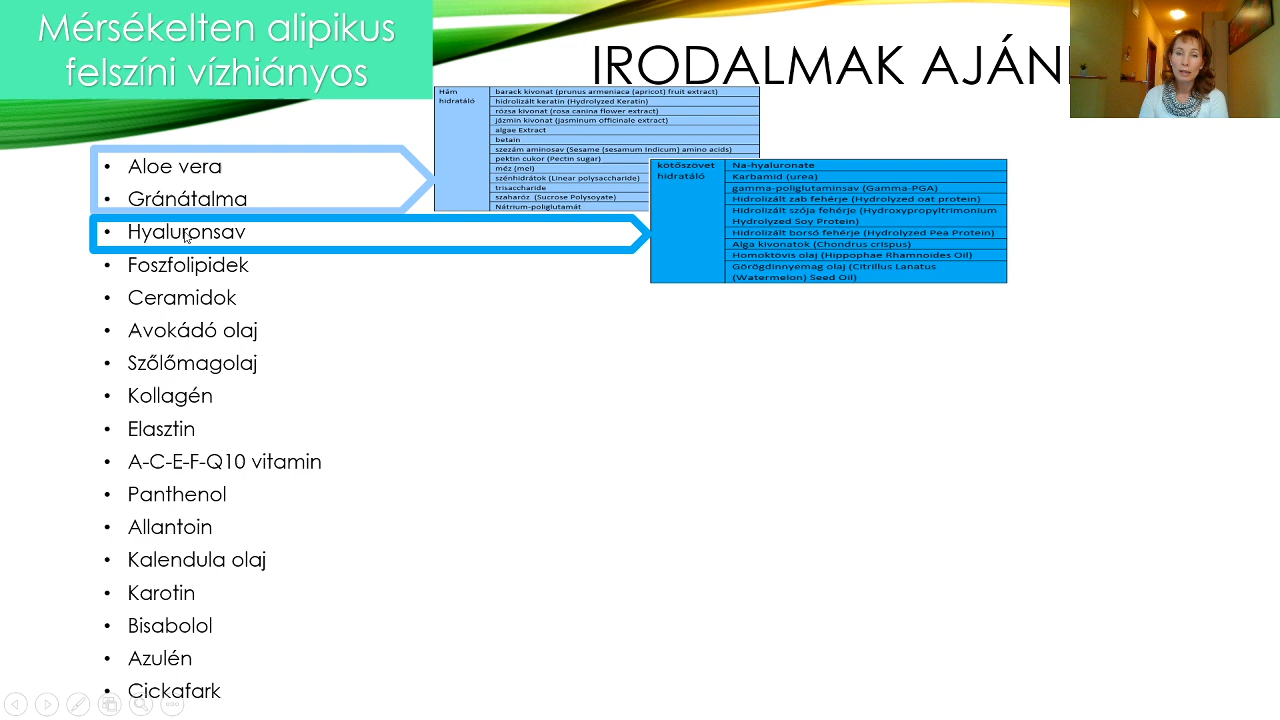 Mérsékelten alipikus
felszíni vízhiányos
IRODALMAK AJÁN
Hám
hidratáló
barack kivonat (prunus armeniaca (apricot) fruit extract)
hidrolizált keratin (Hydrolyzed Keratin)
rózsa kivonat (rosa canina flower extract)
jázmin kivonat (jasminum officinale extract)
algae Extract
betain
szezám aminosav (Sesame (sesamum Indicum) amino acids)
pektin cukor (Pectin sugar)
méz (mel)
szénhidrátok (Linear polysaccharide)
trisaccharide
szaharóz (Sucrose Polysoyate)
Nátrium-poliglutamát
kötőszövet
hidratáló
Na-hyaluronate
Karbamid (urea)
gamma-poliglutaminsav (Gamma-PGA)
Hidrolizált zab fehérje (Hydrolyzed oat protein)
Hidrolizált szója fehérje (Hydroxypropyltrimonium
Hydrolyzed Soy Protein)
Hidrolizált borsó fehérje (Hydrolyzed Pea Protein)
Alga kivonatok (Chondrus crispus)
Homoktövis olaj (Hippophae Rhamnoides Oil)
Görögdinnyemag olaj (Citrillus Lanatus
(Watermelon) Seed Oil)
• Aloe vera
• Gránátalma
• Hyaluronsav
• Foszfolipidek
• Ceramidok
• Avokádó olaj
• Szőlőmagolaj
• Kollagén
• Elasztin
• A-C-E-F-Q10 vitamin
• Panthenol
• Allantoin
• Kalendula olaj
• Karotin
• Bisabolol
• Azulén
• Cickafark